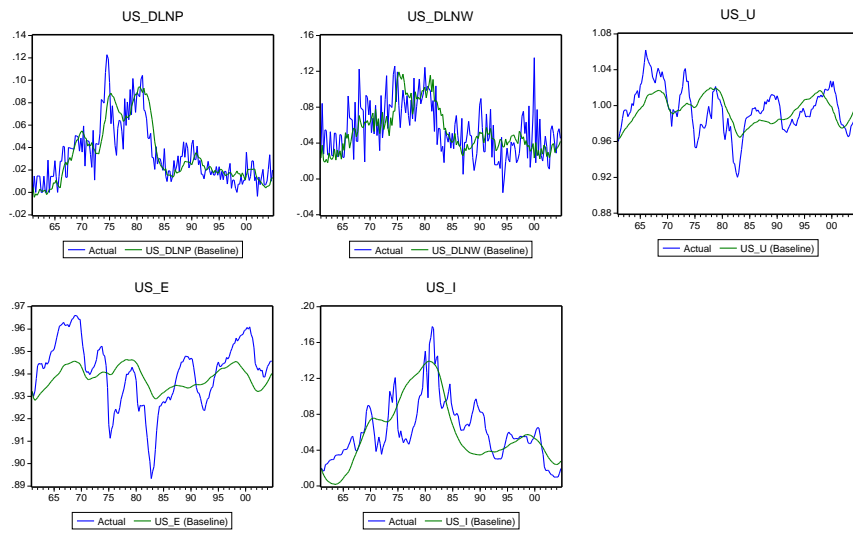 US_DLNP
.14
.12
.10
.08
.06
.04
.02
.00
-.02
65 70 75 80 85 90 95 00
Actual US_DLNP (Baseline)
US_DLNW
.16
.12
.08
.04
.00
-.04
65 70 75 80 85 90 95 00
Actual US_DLNW (Baseline)
US_U
1.08
1.04
1.00
0.96
0.92
0.88
65 70 75 80 85 90 95 00
Actual US_U (Baseline)
US_E
.97
.96
.95
.94
.93
.92
.91
.90
.89
65 70 75 80 85 90 95 00
Actual US_E (Baseline)
US_I
.20
.16
.12
.08
.04
.00
65 70 75 80 85 90 95 00
Actual US_I (Baseline)